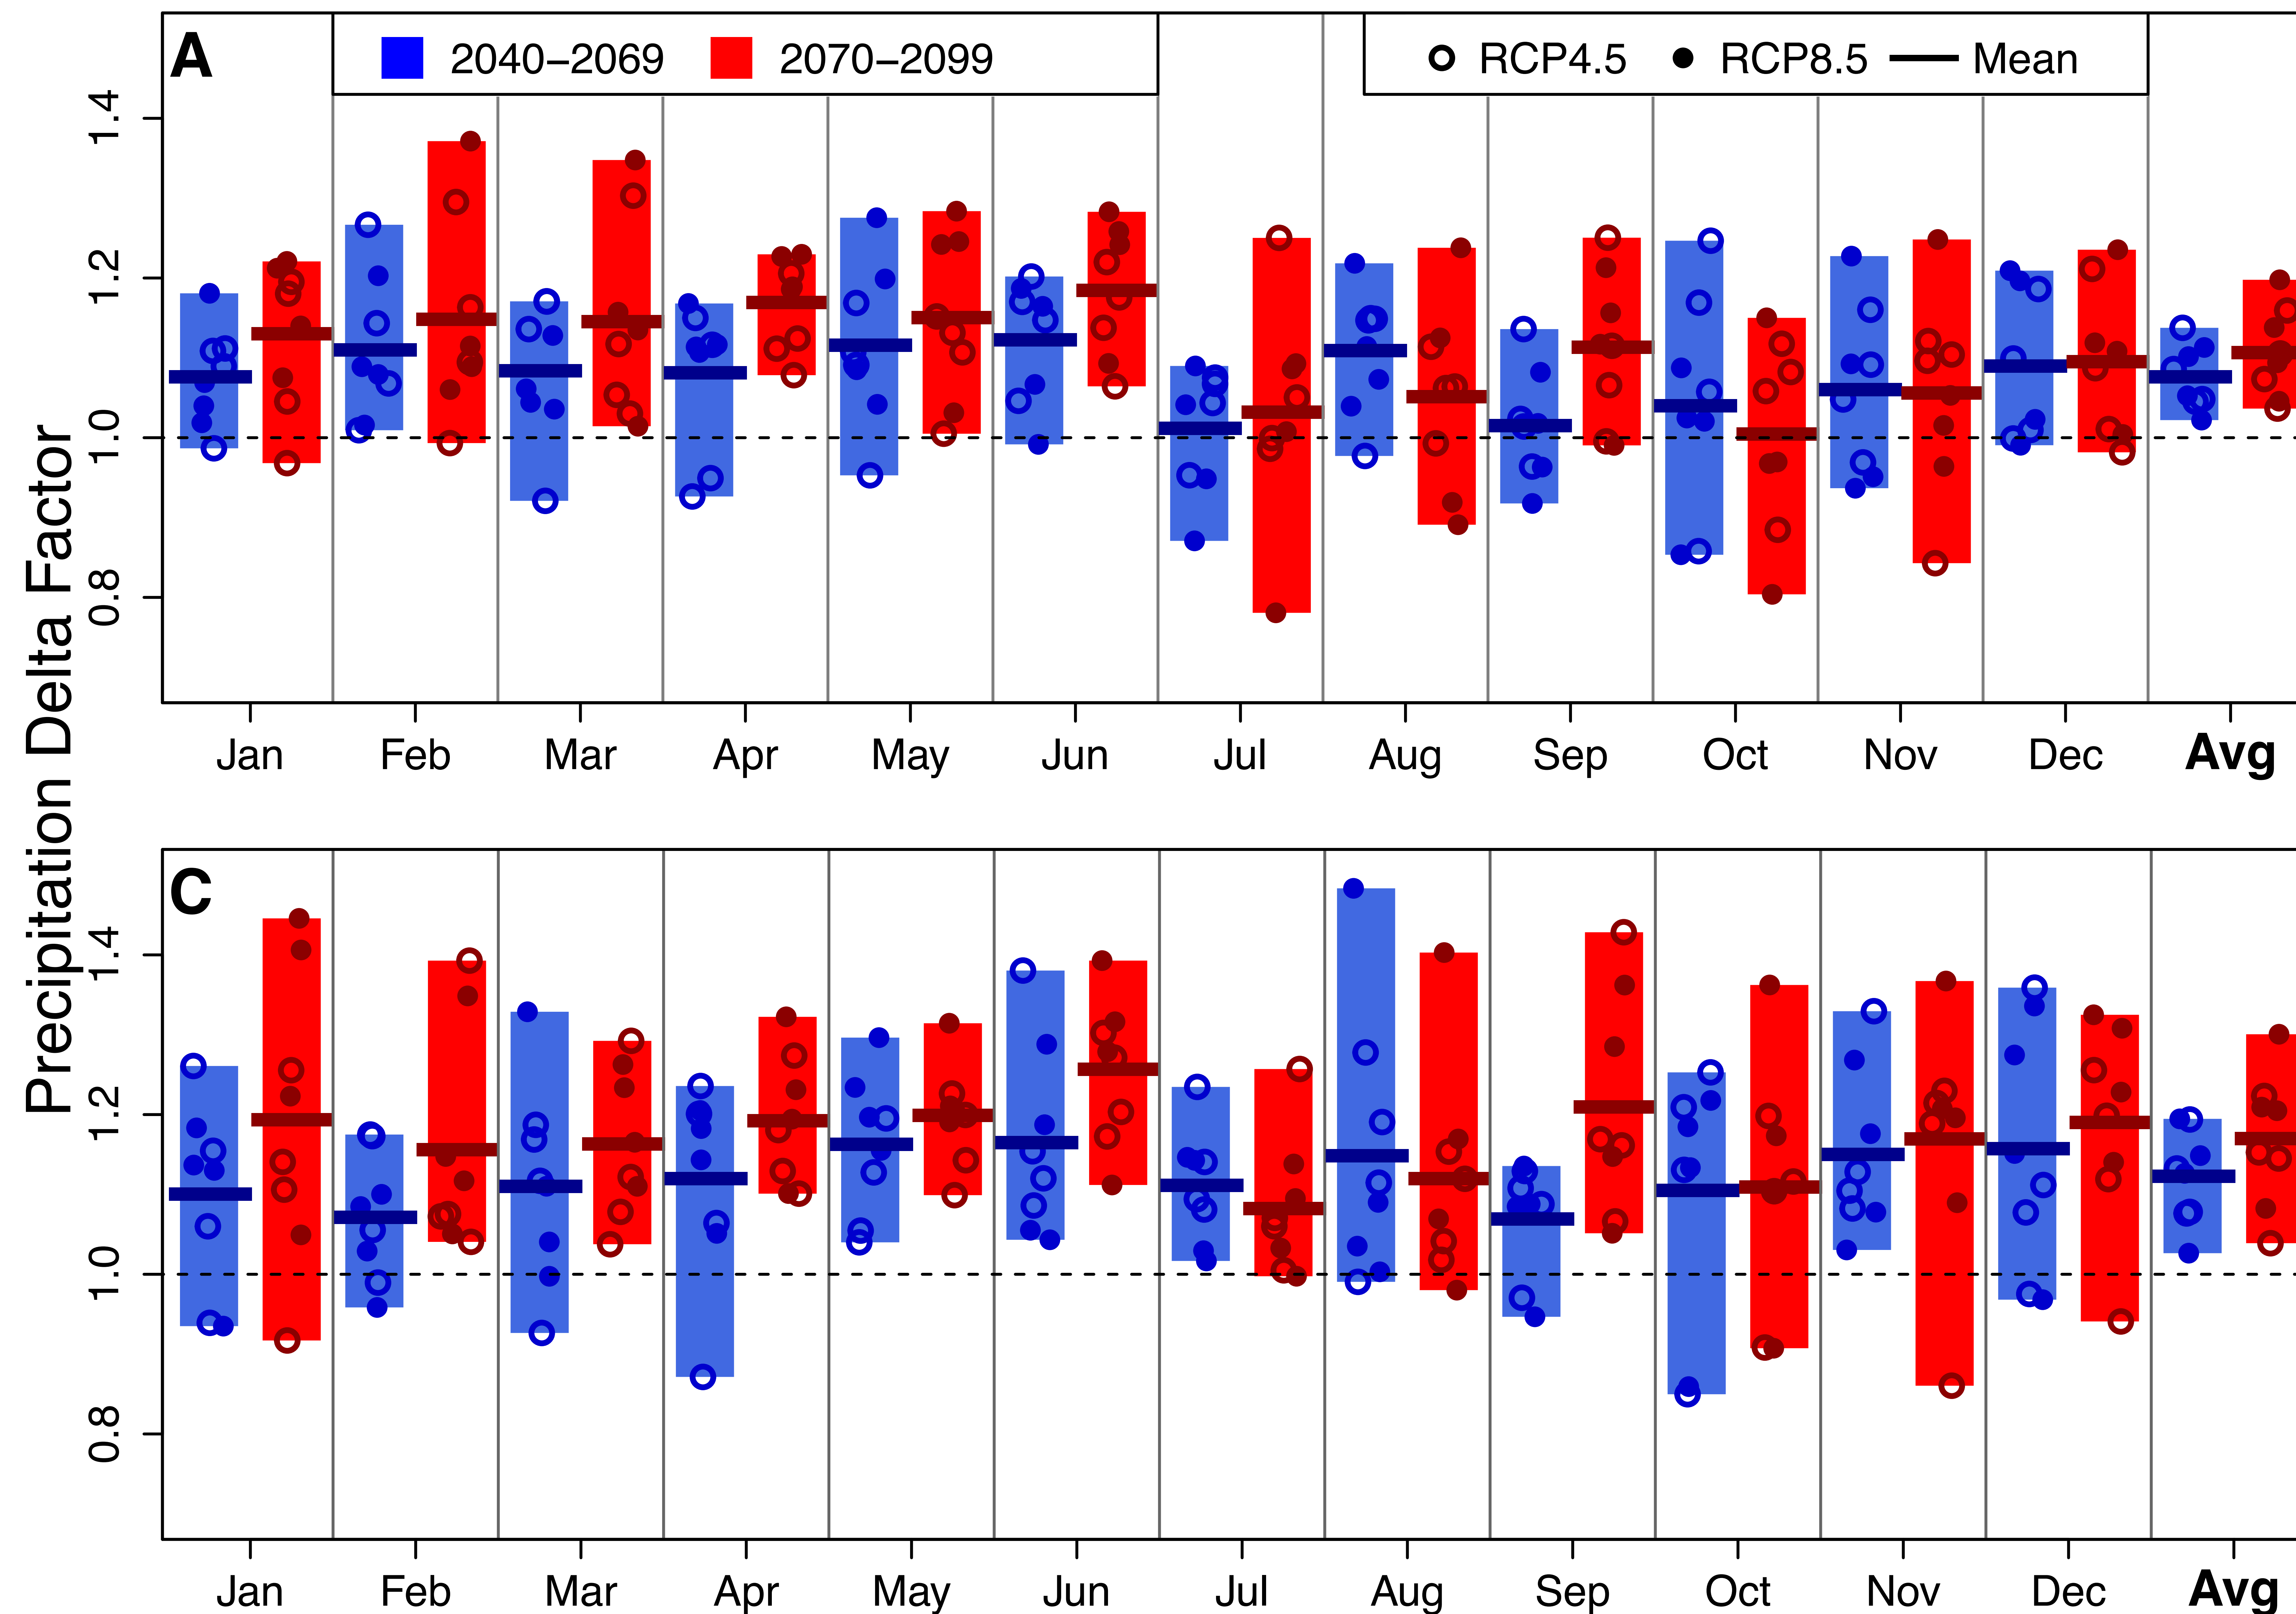 A
2040–2069 2070–2099
RCP4.5 RCP8.5 Mean
Precipitation Delta Factor
1.4
1.2
1.0
0.8
Jan Feb Mar Apr May Jun Jul Aug Sep Oct Nov Dec Avg
C
1.4
1.2
1.0
0.8
Jan Feb Mar Apr May Jun Jul Aug Sep Oct Nov Dec Avg